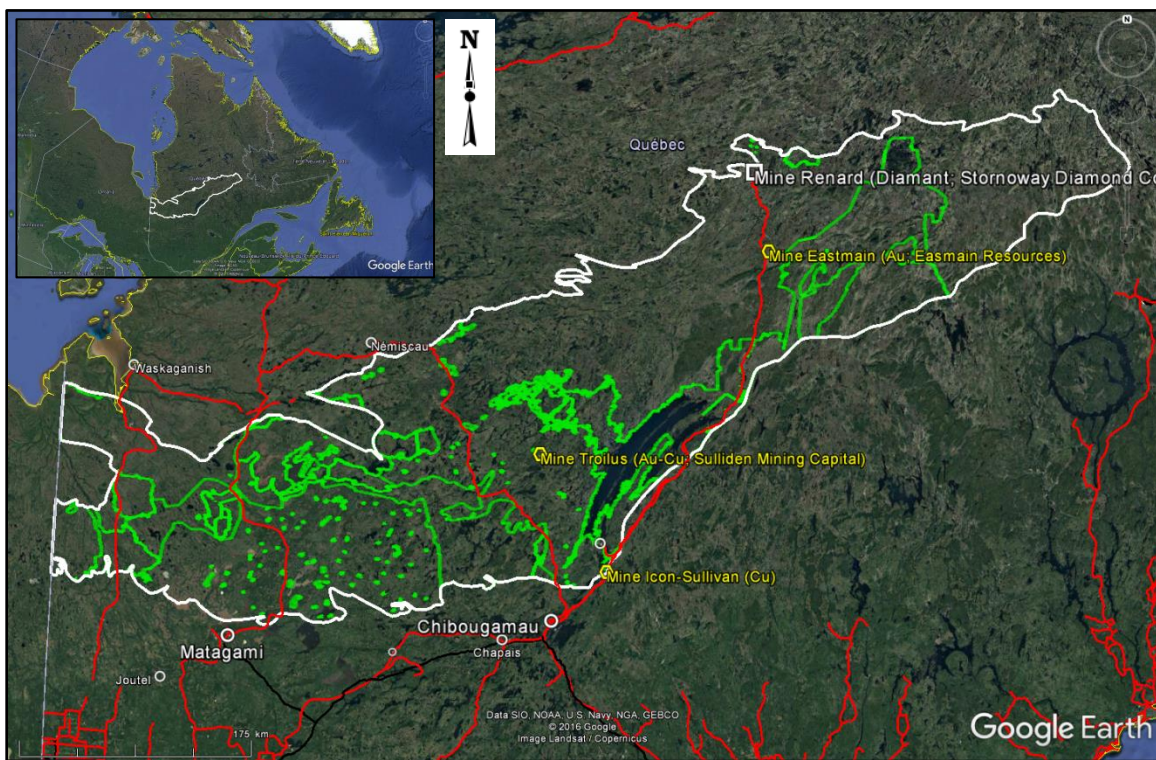 N
N
Québec
Mine Renard (Diamant; Stornoway Diamond Co
Mine Eastmain (Au; Easmain Resources)
Google Earth
Némiscau
Waskaganish
Mine Troilus (Au-Cu; Sulliden Mining Capital)
Mine Icon-Sullivan (Cu)
Chibougamau
Matagami
Chapais
Joutel
Data SIO, NOAA, U.S. Navy, NGA, GEBCO
© 2016 Google
Image Landsat / Copernicus
175 km
Google Earth